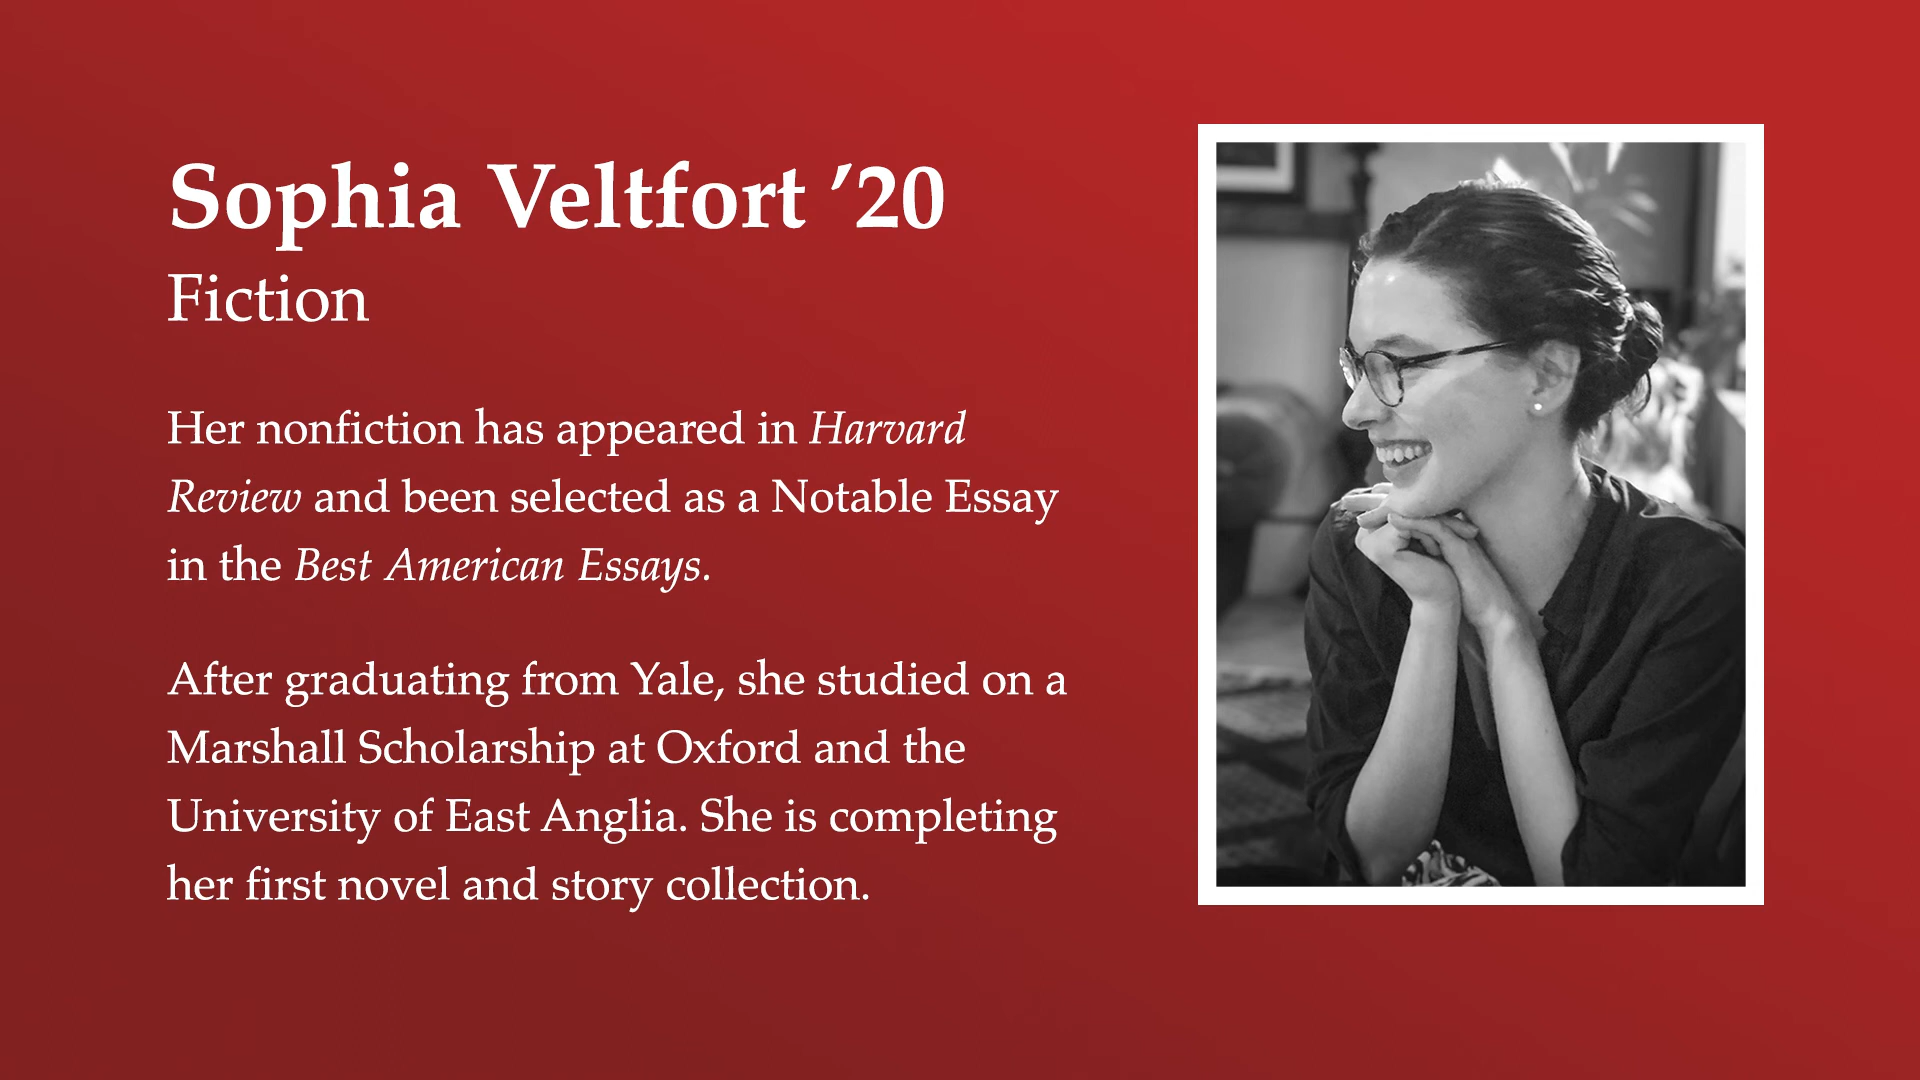 Sophia Veltfort ’20
Fiction
Her nonfiction has appeared in Harvard
Review and been selected as a Notable Essay
in the Best American Essays.
After graduating from Yale, she studied on a
Marshall Scholarship at Oxford and the
University of East Anglia. She is completing
her first novel and story collection.